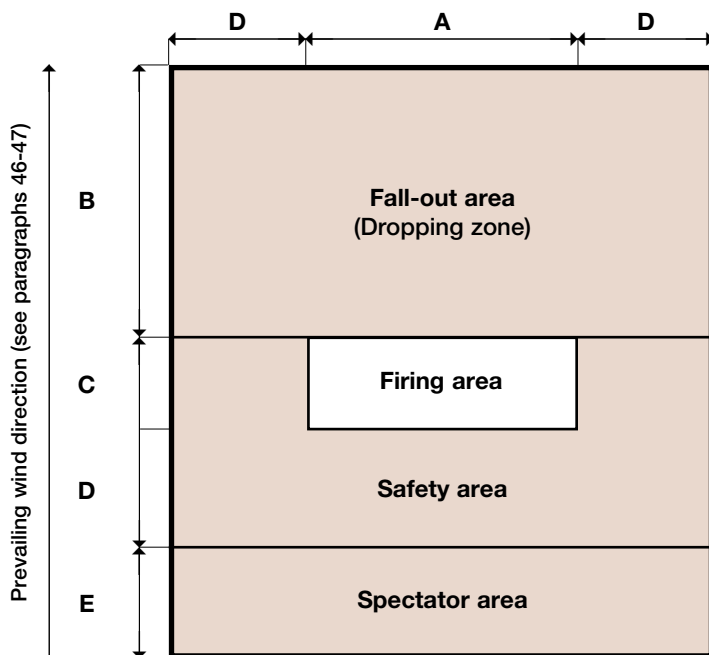 D A D
Prevailing wind direction (see paragraphs 46-47)
B
Fall-out area
(Dropping zone)
C
Firing area
D
Safety area
E
Spectator area